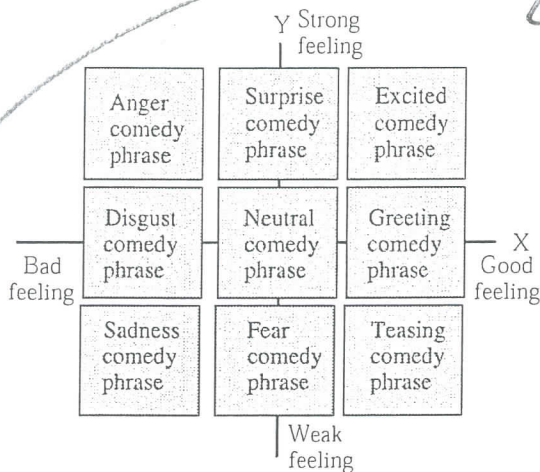 Y Strong
feeling
Anger
comedy
phrase
Surprise
comedy
phrase
Excited
comedy
phrase
Disgust
comedy
phrase
Neutral
comedy
phrase
Greeting
comedy
phrase
X
Bad
feeling
Good
feeling
Sadness
comedy
phrase
Fear
comedy
phrase
Teasing
comedy
phrase
Weak
feeling